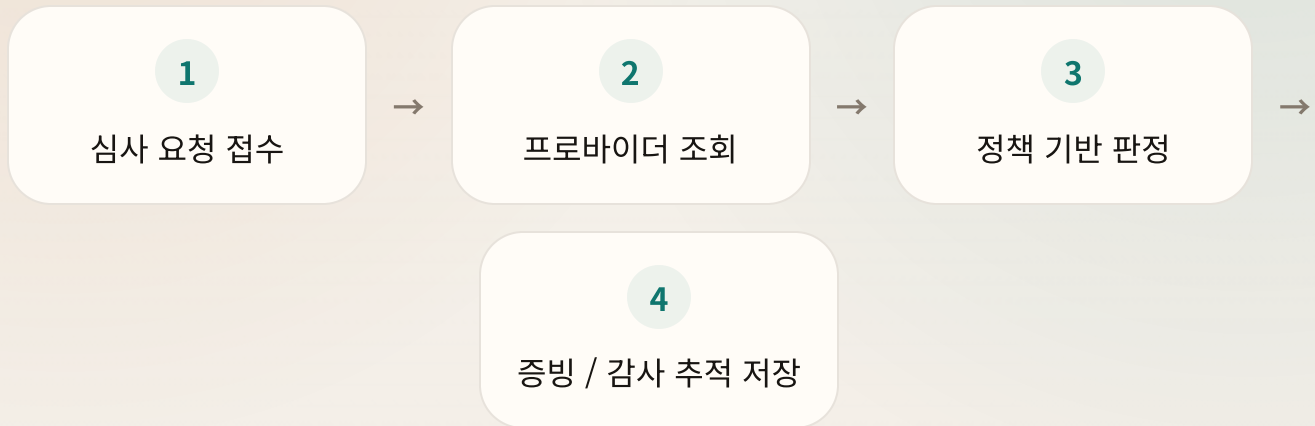 1
심사 요청 접수
→
2
프로바이더 조회
→
3
정책 기반 판정
→
4
증빙 / 감사 추적 저장